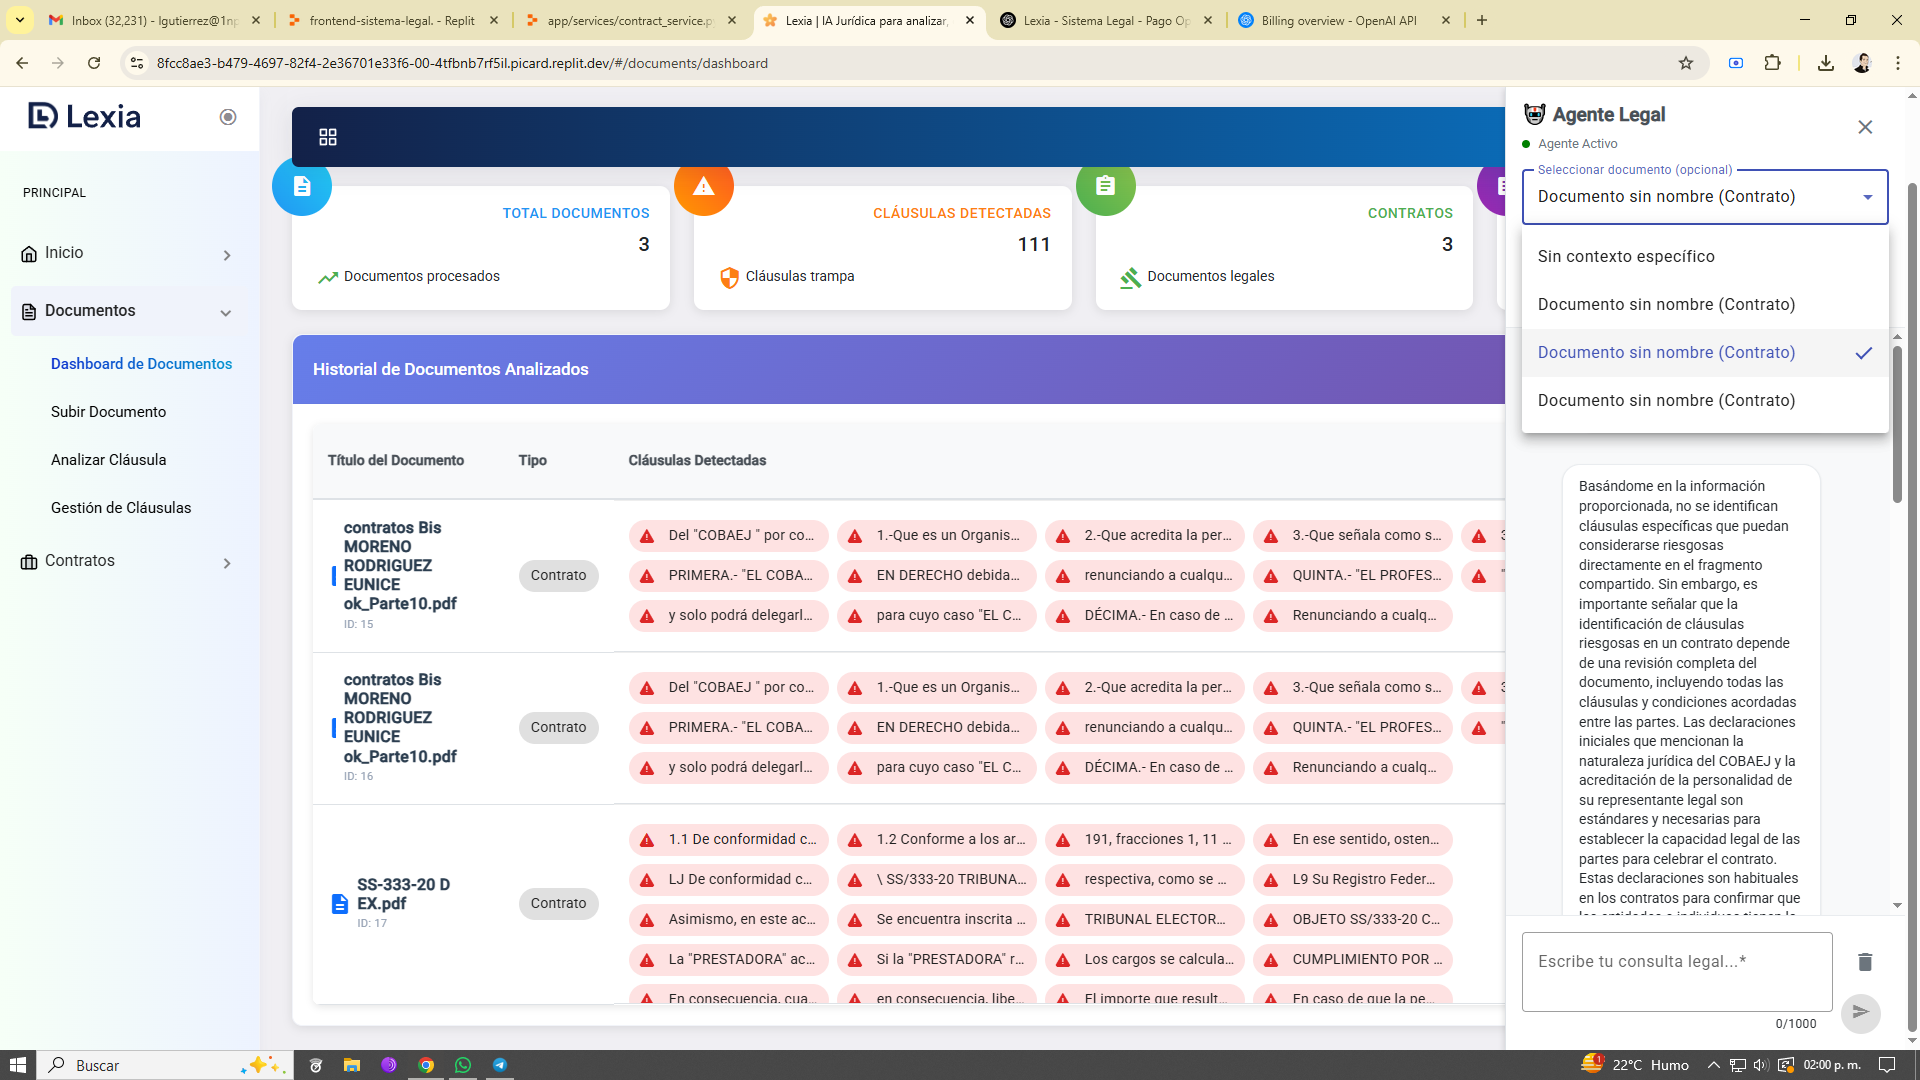 Inbox (32,231) - lgutierrez@1np
frontend-sistema-legal. - Replit
app/services/contract_service.p
Lexia | IA Jurídica para analizar,
Lexia - Sistema Legal - Pago Op
Billing overview - OpenAI API
8fcc8ae3-b479-4697-82f4-2e36701e33f6-00-4tfbnb7rf5il.picard.replit.dev/#/documents/dashboard
Lexia
PRINCIPAL
Inicio
Documentos
Dashboard de Documentos
Subir Documento
Analizar Cláusula
Gestión de Cláusulas
Contratos
TOTAL DOCUMENTOS
3
Documentos procesados
CLÁUSULAS DETECTADAS
111
Cláusulas trampa
CONTRATOS
3
Documentos legales
Historial de Documentos Analizados
Título del Documento
Tipo
Cláusulas Detectadas
contratos Bis
MORENO
RODRIGUEZ
EUNICE
ok_Parte10.pdf
ID: 15
Contrato
Del "COBAEJ " por co...
1.-Que es un Organis...
2.-Que acredita la per...
3.-Que señala como s...
PRIMERA.- "EL COBA...
EN DERECHO debida...
renunciando a cualqu...
QUINTA.- "EL PROFES...
y solo podrá delegarl...
para cuyo caso "EL C...
DÉCIMA.- En caso de ...
Renunciando a cualq...
contratos Bis
MORENO
RODRIGUEZ
EUNICE
ok_Parte10.pdf
ID: 16
Contrato
Del "COBAEJ " por co...
1.-Que es un Organis...
2.-Que acredita la per...
3.-Que señala como s...
PRIMERA.- "EL COBA...
EN DERECHO debida...
renunciando a cualqu...
QUINTA.- "EL PROFES...
y solo podrá delegarl...
para cuyo caso "EL C...
DÉCIMA.- En caso de ...
Renunciando a cualq...
SS-333-20 D
EX.pdf
ID: 17
Contrato
1.1 De conformidad c...
1.2 Conforme a los ar...
191, fracciones 1, 11 ...
En ese sentido, osten...
LJ De conformidad c...
\ SS/333-20 TRIBUNA...
respectiva, como se ...
L9 Su Registro Feder...
Asimismo, en este ac...
Se encuentra inscrita ...
TRIBUNAL ELECTOR...
OBJETO SS/333-20 C...
La "PRESTADORA" ac...
Si la "PRESTADORA" r...
Los cargos se calcula...
CUMPLIMIENTO POR ...
En consecuencia, cua...
en consecuencia, libe...
El importe que result...
En caso de que la pe...
Agente Legal
Agente Activo
Seleccionar documento (opcional)
Documento sin nombre (Contrato)
Sin contexto específico
Documento sin nombre (Contrato)
Documento sin nombre (Contrato)
Documento sin nombre (Contrato)
Basándome en la información
proporcionada, no se identifican
cláusulas específicas que puedan
considerarse riesgosas
directamente en el fragmento
compartido. Sin embargo, es
importante señalar que la
identificación de cláusulas
riesgosas en un contrato depende
de una revisión completa del
documento, incluyendo todas las
cláusulas y condiciones acordadas
entre las partes. Las declaraciones
iniciales que mencionan la
naturaleza jurídica del COBAEJ y la
acreditación de la personalidad de
su representante legal son
estándares y necesarias para
establecer la capacidad legal de las
partes para celebrar el contrato.
Estas declaraciones son habituales
en los contratos para confirmar que
Escribe tu consulta legal...*
0/1000
Buscar
22°C Humo
02:00 p. m.